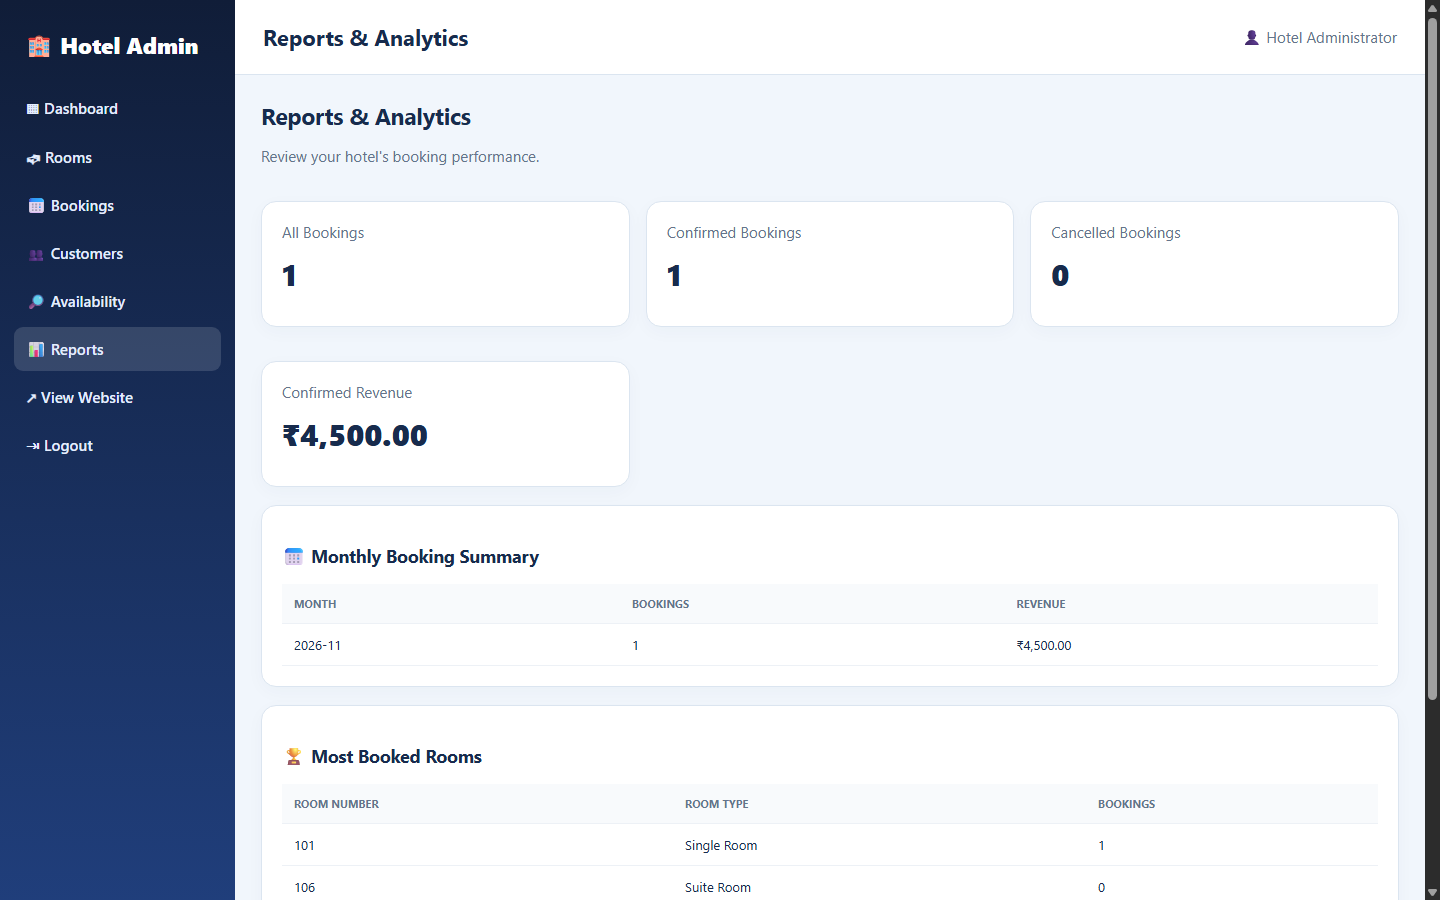 Hotel Admin
Dashboard
Rooms
Bookings
Customers
Availability
Reports
View Website
Logout
Reports & Analytics
Hotel Administrator
Reports & Analytics
Review your hotel's booking performance.
All Bookings
1
Confirmed Bookings
1
Cancelled Bookings
0
Confirmed Revenue
₹4,500.00
Monthly Booking Summary
MONTH BOOKINGS REVENUE
2026-11 1 ₹4,500.00
Most Booked Rooms
ROOM NUMBER ROOM TYPE BOOKINGS
101 Single Room 1
106 Suite Room 0